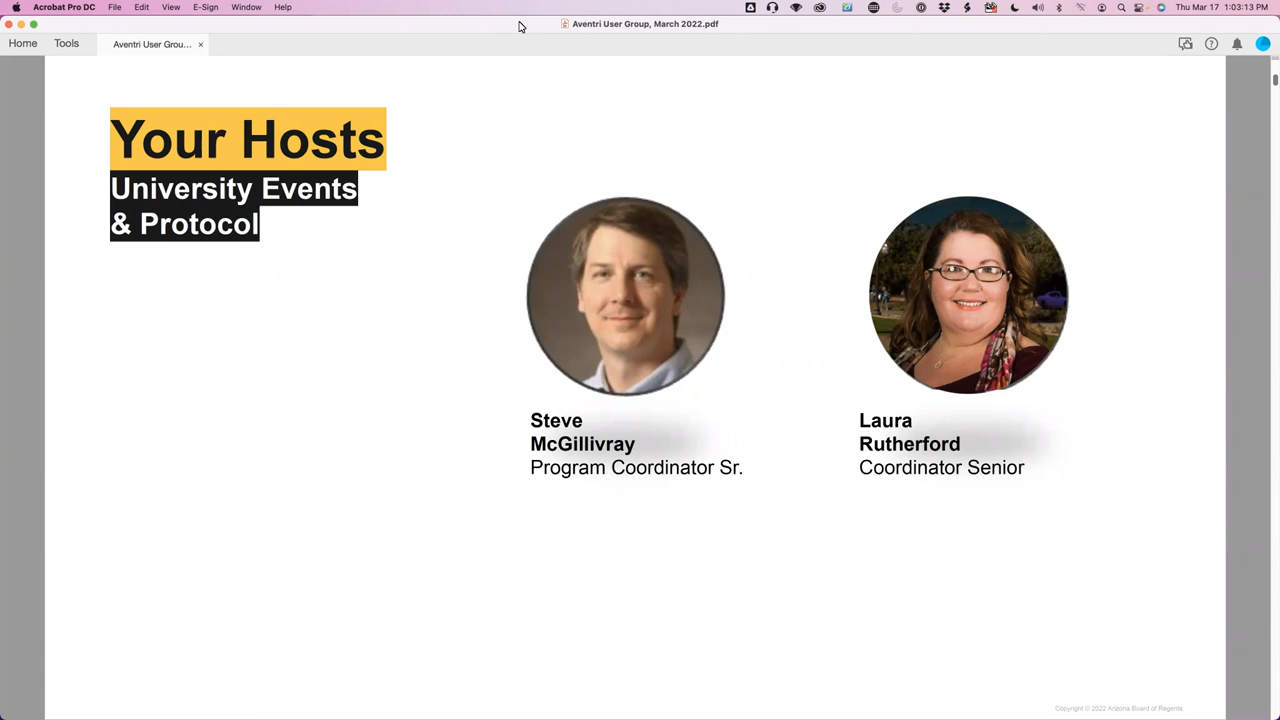 Acrobat Pro DC File Edit View E-Sign Window Help Thu Mar 17 1:03:13 PM
Aventri User Group, March 2022.pdf
Home Tools Aventri User Grou... ×
Your Hosts
University Events
& Protocol
Steve
McGillivray
Program Coordinator Sr.
Laura
Rutherford
Coordinator Senior
Copyright © 2022 Arizona Board of Regents